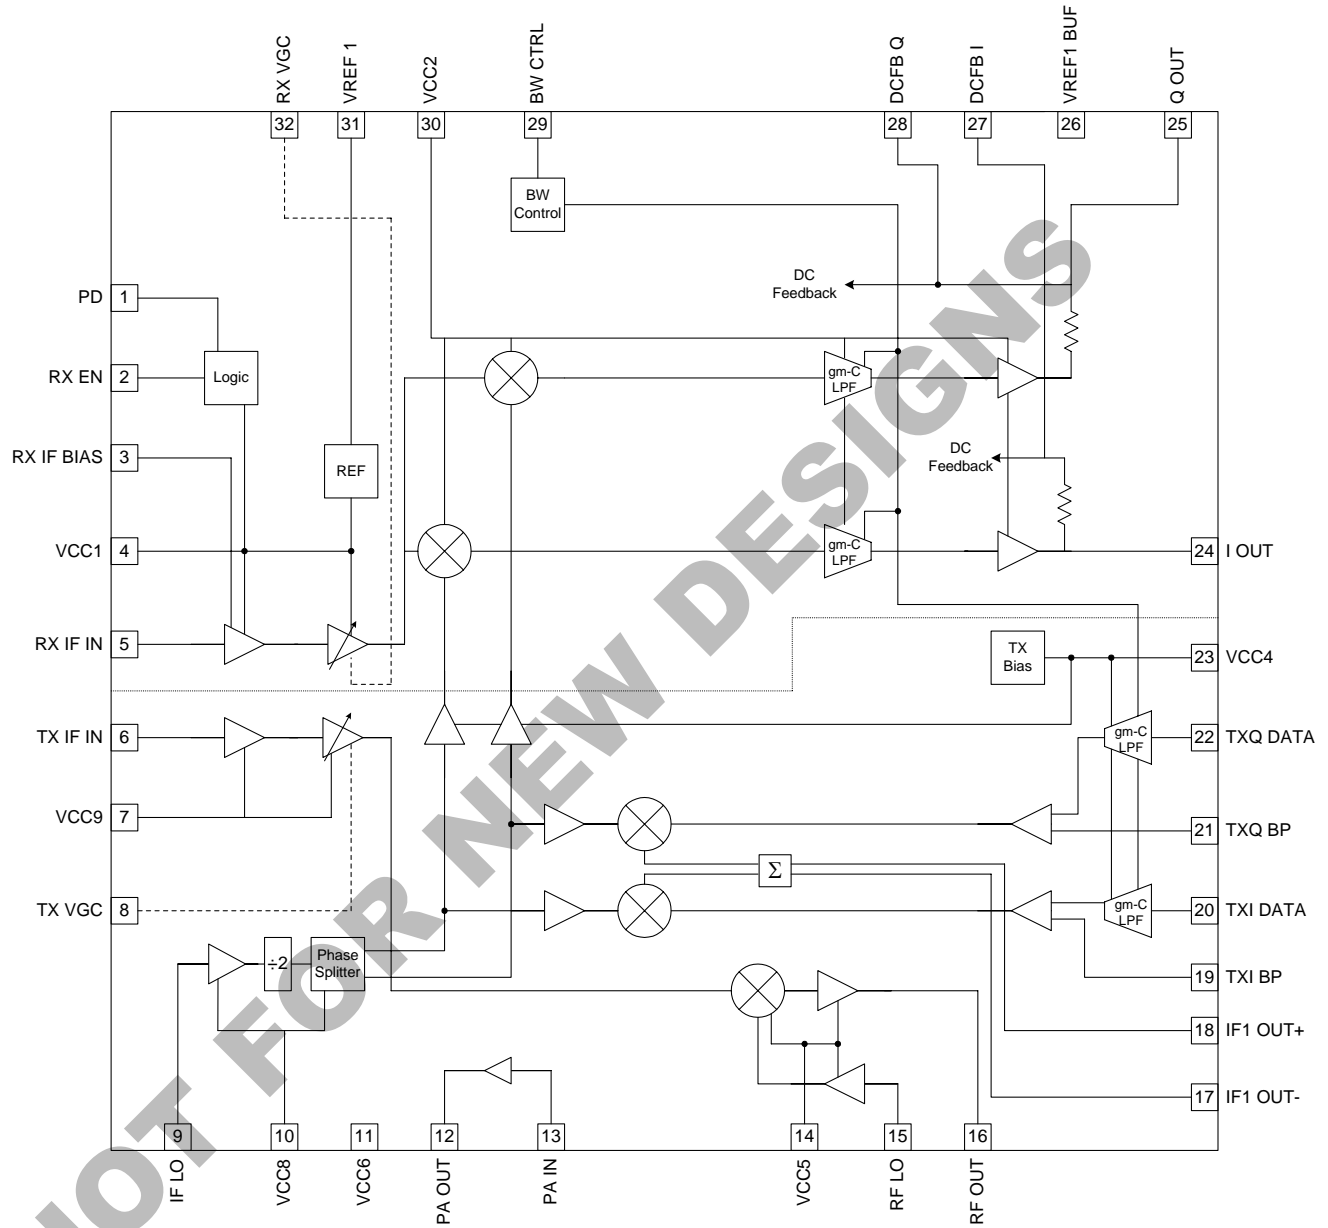 RX VGC
VREF 1
VCC2
BW CTRL
DCFB Q
DCFB I
VREF1 BUF
Q OUT
32
31
30
29
28
27
26
25
BW
Control
DC
Feedback
PD
1
RX EN
2
Logic
gm-C
LPF
RX IF BIAS
3
REF
DC
Feedback
VCC1
4
gm-C
LPF
24
I OUT
RX IF IN
5
TX
Bias
23
VCC4
TX IF IN
6
gm-C
LPF
22
TXQ DATA
VCC9
7
21
TXQ BP
Σ
TX VGC
8
gm-C
LPF
20
TXI DATA
÷2
Phase
Splitter
19
TXI BP
18
IF1 OUT+
17
IF1 OUT-
9
10
11
12
13
14
15
16
IF LO
VCC8
VCC6
PA OUT
PA IN
VCC5
RF LO
RF OUT
NOT FOR NEW DESIGNS